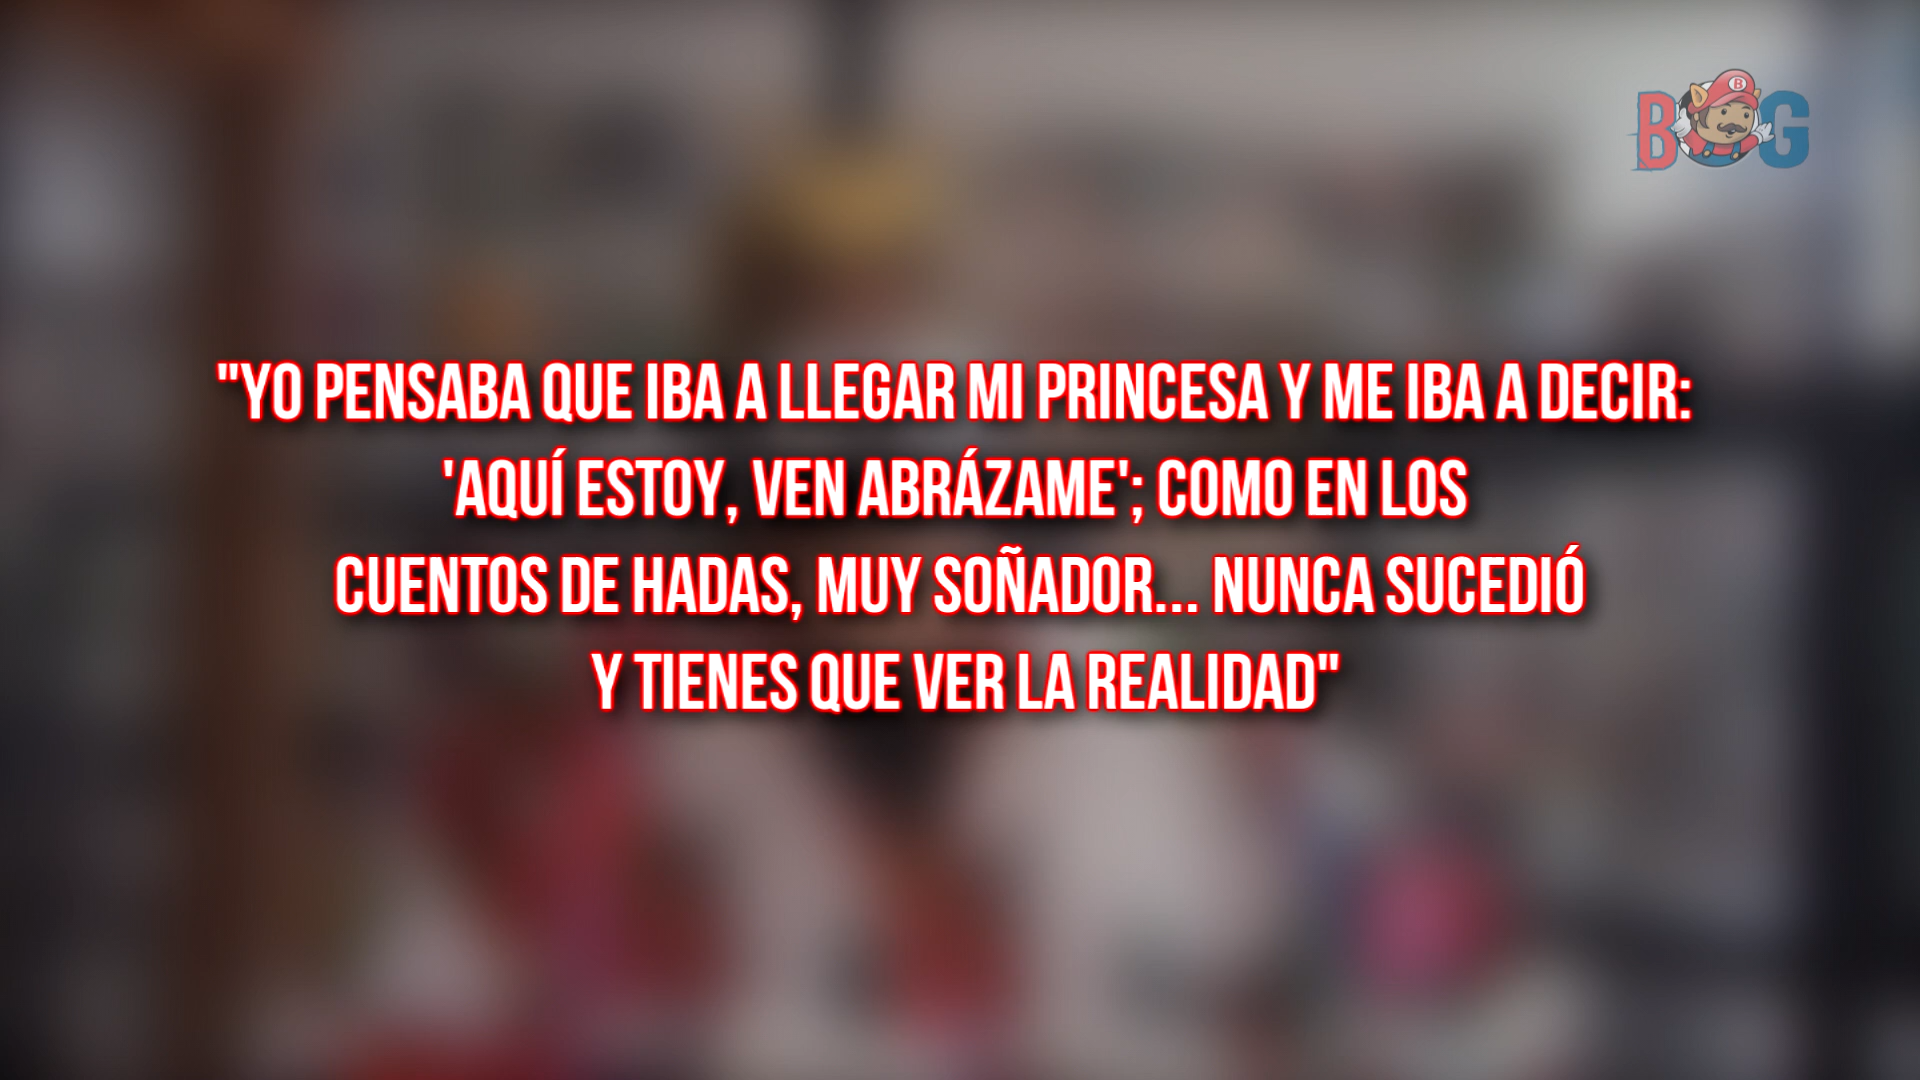 B G
B
"YO PENSABA QUE IBA A LLEGAR MI PRINCESA Y ME IBA A DECIR:
'AQUÍ ESTOY, VEN ABRÁZAME'; COMO EN LOS
CUENTOS DE HADAS, MUY SOÑADOR... NUNCA SUCEDIÓ
Y TIENES QUE VER LA REALIDAD"